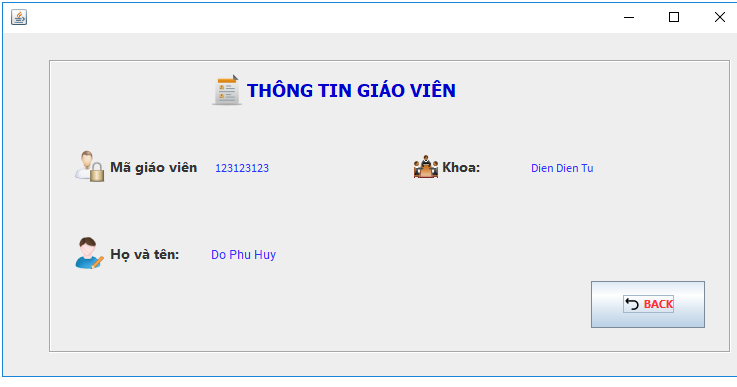 THÔNG TIN GIÁO VIÊN
Mã giáo viên 123123123 Khoa: Dien Dien Tu
Họ và tên: Do Phu Huy
BACK